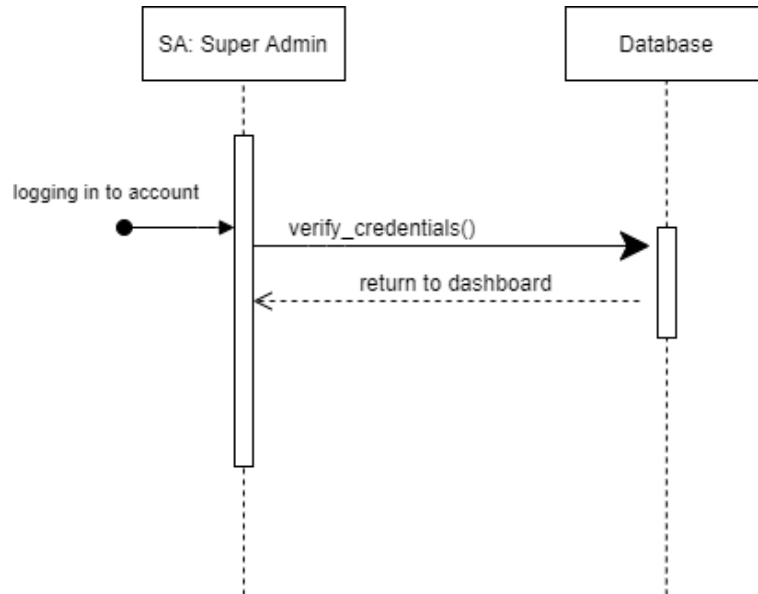 SA: Super Admin
Database
logging in to account
verify_credentials()
return to dashboard